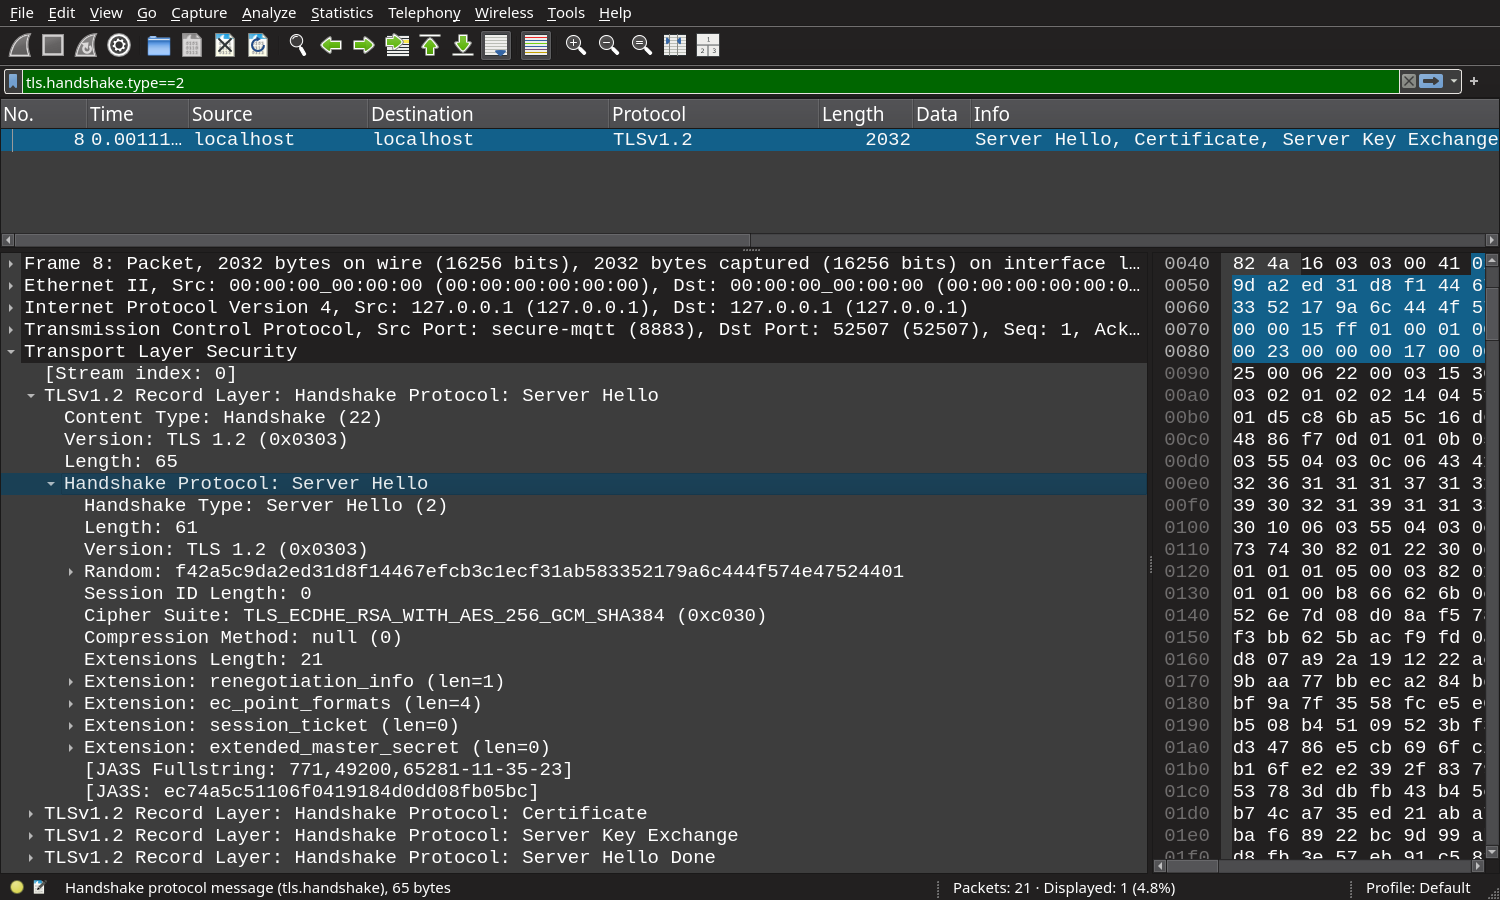 File Edit View Go Capture Analyze Statistics Telephony Wireless Tools Help
tls.handshake.type==2
No. Time Source Destination Protocol Length Data Info
8 0.00111… localhost localhost TLSv1.2 2032 Server Hello, Certificate, Server Key Exchange
Frame 8: Packet, 2032 bytes on wire (16256 bits), 2032 bytes captured (16256 bits) on interface l…
Ethernet II, Src: 00:00:00_00:00:00 (00:00:00:00:00:00), Dst: 00:00:00_00:00:00 (00:00:00:00:00:0…
Internet Protocol Version 4, Src: 127.0.0.1 (127.0.0.1), Dst: 127.0.0.1 (127.0.0.1)
Transmission Control Protocol, Src Port: secure-mqtt (8883), Dst Port: 52507 (52507), Seq: 1, Ack…
Transport Layer Security
[Stream index: 0]
TLSv1.2 Record Layer: Handshake Protocol: Server Hello
Content Type: Handshake (22)
Version: TLS 1.2 (0x0303)
Length: 65
Handshake Protocol: Server Hello
Handshake Type: Server Hello (2)
Length: 61
Version: TLS 1.2 (0x0303)
Random: f42a5c9da2ed31d8f14467efcb3c1ecf31ab583352179a6c444f574e47524401
Session ID Length: 0
Cipher Suite: TLS_ECDHE_RSA_WITH_AES_256_GCM_SHA384 (0xc030)
Compression Method: null (0)
Extensions Length: 21
Extension: renegotiation_info (len=1)
Extension: ec_point_formats (len=4)
Extension: session_ticket (len=0)
Extension: extended_master_secret (len=0)
[JA3S Fullstring: 771,49200,65281-11-35-23]
[JA3S: ec74a5c51106f0419184d0dd08fb05bc]
TLSv1.2 Record Layer: Handshake Protocol: Certificate
TLSv1.2 Record Layer: Handshake Protocol: Server Key Exchange
TLSv1.2 Record Layer: Handshake Protocol: Server Hello Done
0040 82 4a 16 03 03 00 41
0050 9d a2 ed 31 d8 f1 44
0060 33 52 17 9a 6c 44 4f
0070 00 00 15 ff 01 00 01
0080 00 23 00 00 00 17 00
0090 25 00 06 22 00 03 15
00a0 03 02 01 02 02 14 04
00b0 01 d5 c8 6b a5 5c 16
00c0 48 86 f7 0d 01 01 0b
00d0 03 55 04 03 0c 06 43
00e0 32 36 31 31 31 37 31
00f0 39 30 32 31 39 31 31
0100 30 10 06 03 55 04 03
0110 73 74 30 82 01 22 30
0120 01 01 01 05 00 03 82
0130 01 01 00 b8 66 62 6b
0140 52 6e 7d 08 d0 8a f5
0150 f3 bb 62 5b ac f9 fd
0160 d8 07 a9 2a 19 12 22
0170 9b aa 77 bb ec a2 84
0180 bf 9a 7f 35 58 fc e5
0190 b5 08 b4 51 09 52 3b
01a0 d3 47 86 e5 cb 69 6f
01b0 b1 6f e2 e2 39 2f 83
01c0 53 78 3d db fb 43 b4
01d0 b7 4c a7 35 ed 21 ab
01e0 ba f6 89 22 bc 9d 99
01f0 d8 fb 3e 57 eb 91 c5
Handshake protocol message (tls.handshake), 65 bytes
Packets: 21 · Displayed: 1 (4.8%)
Profile: Default